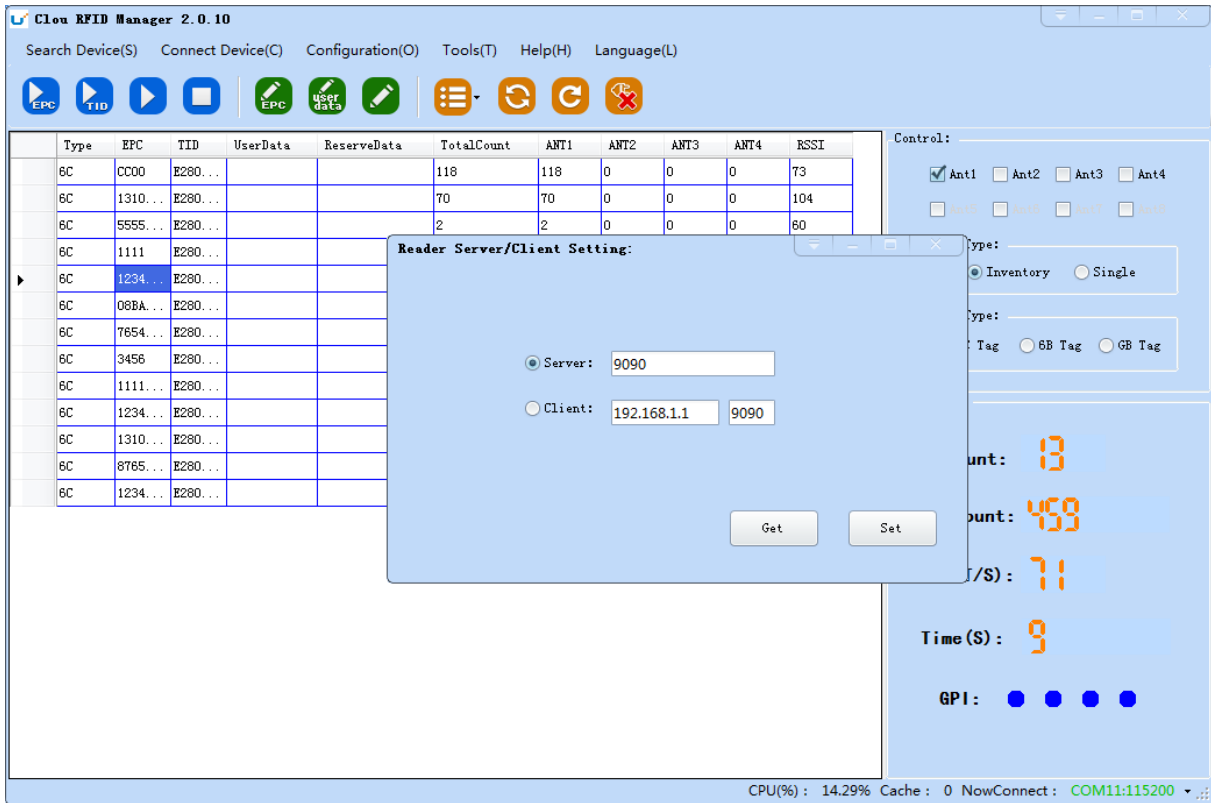 Clou RFID Manager 2.0.10
Search Device(S) Connect Device(C) Configuration(O) Tools(T) Help(H) Language(L)
EPC TID EPC user data
Type EPC TID UserData ReserveData TotalCount ANT1 ANT2 ANT3 ANT4 RSSI
6C CC00 E280... 118 118 0 0 0 73
6C 1310... E280... 70 70 0 0 0 104
6C 5555... E280... 2 2 0 0 0 60
6C 1111 E280...
6C 1234... E280...
6C 08BA... E280...
6C 7654... E280...
6C 3456 E280...
6C 1111... E280...
6C 1234... E280...
6C 1310... E280...
6C 8765... E280...
6C 1234... E280...
Reader Server/Client Setting:
Server: 9090
Client: 192.168.1.1 9090
Get Set
Control:
Ant1 Ant2 Ant3 Ant4
Type:
Inventory Single
Type:
Tag 6B Tag GB Tag
unt: 13
ount: 459
T/S): 71
Time(S): 9
GPI:
CPU(%) : 14.29% Cache : 0 NowConnect : COM11:115200